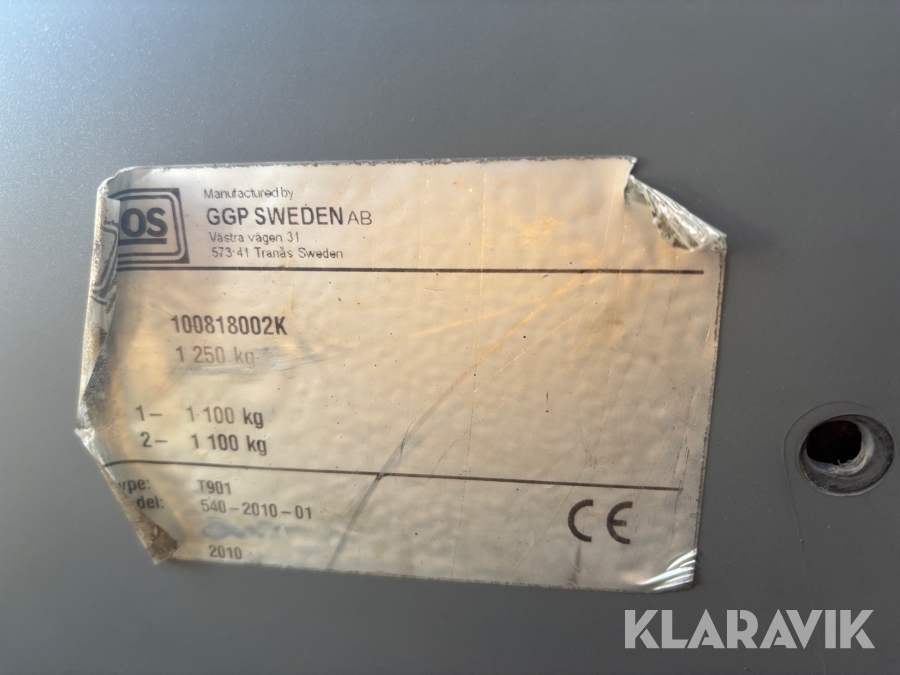 OS
Manufactured by
GGP SWEDEN AB
Västra vägen 31
573-41 Tranås Sweden
100818002K
1 250 kg
1- 1 100 kg
2- 1 100 kg
ype: T901
del: 540-2010-01
2010
CE
KLARAVIK